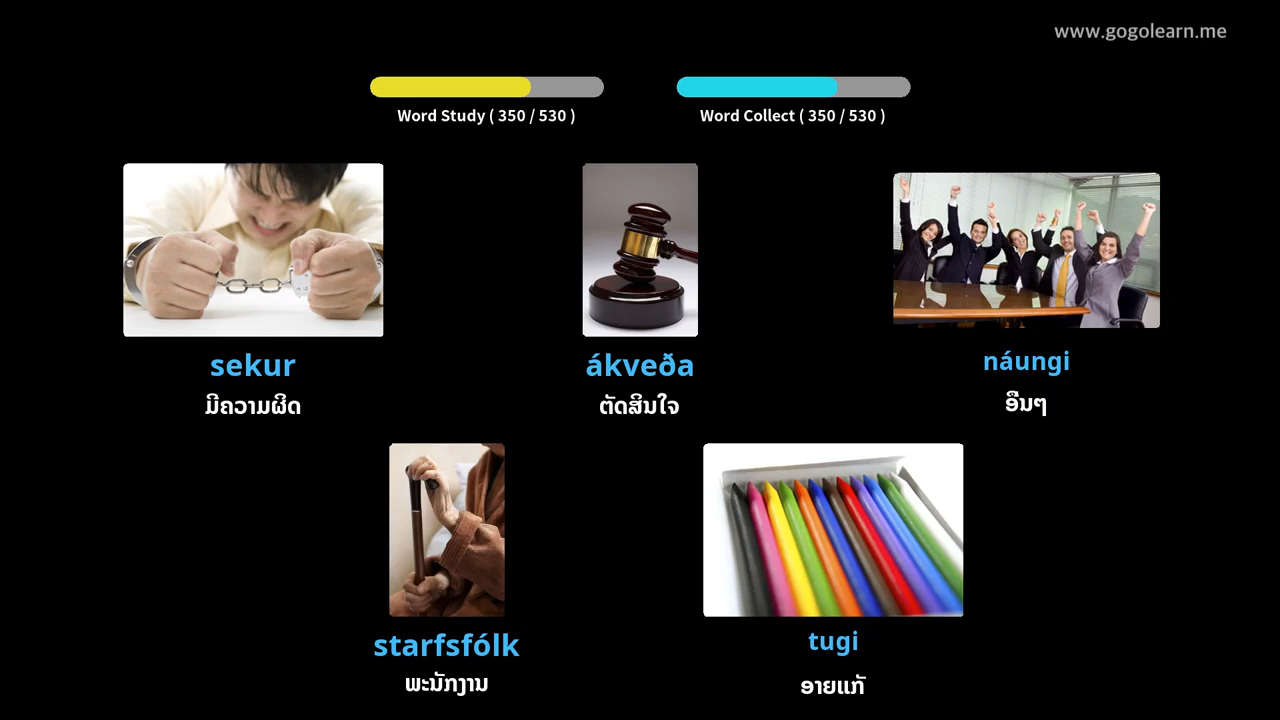 www.gogolearn.me
Word Study ( 350 / 530 )
Word Collect ( 350 / 530 )
sekur
ມີຄວາມຜິດ
ákveða
ຕັດສິນໃຈ
náungi
ອື່ນໆ
starfsfólk
ພະນັກງານ
tugi
ອາຍແກັ